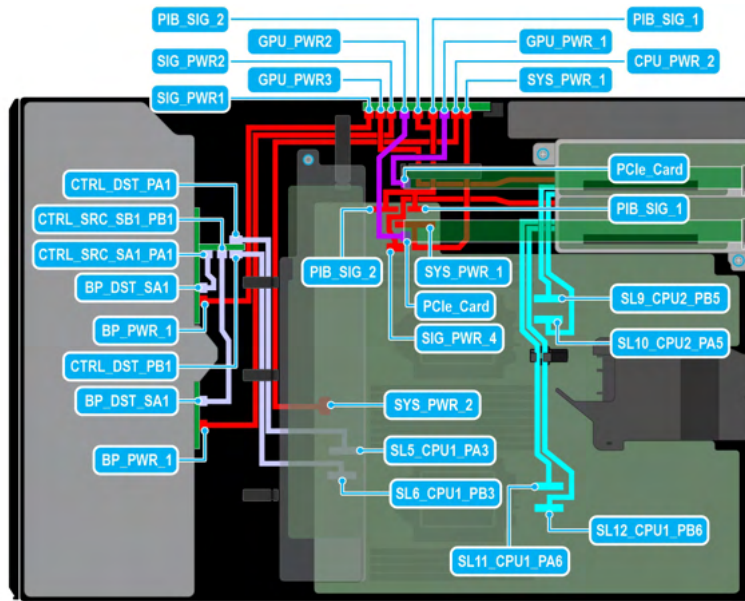 PIB_SIG_2
PIB_SIG_1
GPU_PWR2
GPU_PWR_1
SIG_PWR2
CPU_PWR_2
GPU_PWR3
SYS_PWR_1
SIG_PWR1
PCIe_Card
CTRL_DST_PA1
CTRL_SRC_SB1_PB1
PIB_SIG_1
CTRL_SRC_SA1_PA1
PIB_SIG_2
SYS_PWR_1
BP_DST_SA1
PCIe_Card
SL9_CPU2_PB5
BP_PWR_1
SIG_PWR_4
SL10_CPU2_PA5
CTRL_DST_PB1
BP_DST_SA1
SYS_PWR_2
SL5_CPU1_PA3
BP_PWR_1
SL6_CPU1_PB3
SL12_CPU1_PB6
SL11_CPU1_PA6